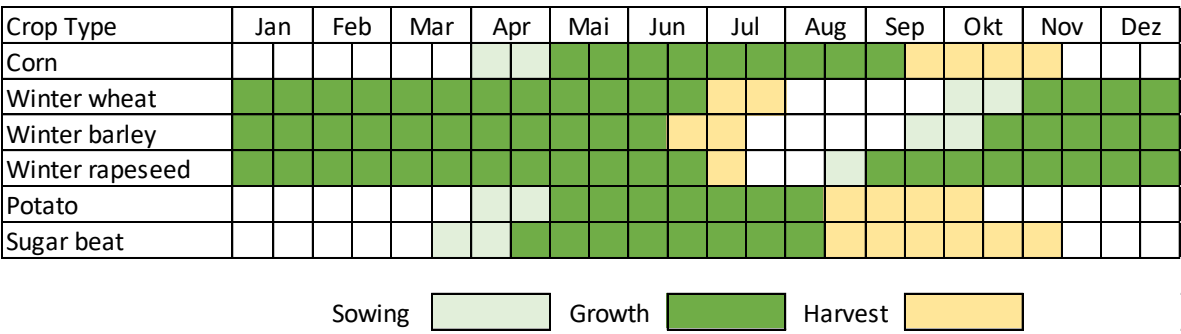 Crop Type Jan Feb Mar Apr Mai Jun Jul Aug Sep Okt Nov Dez
Corn
Winter wheat
Winter barley
Winter rapeseed
Potato
Sugar beat
Sowing Growth Harvest